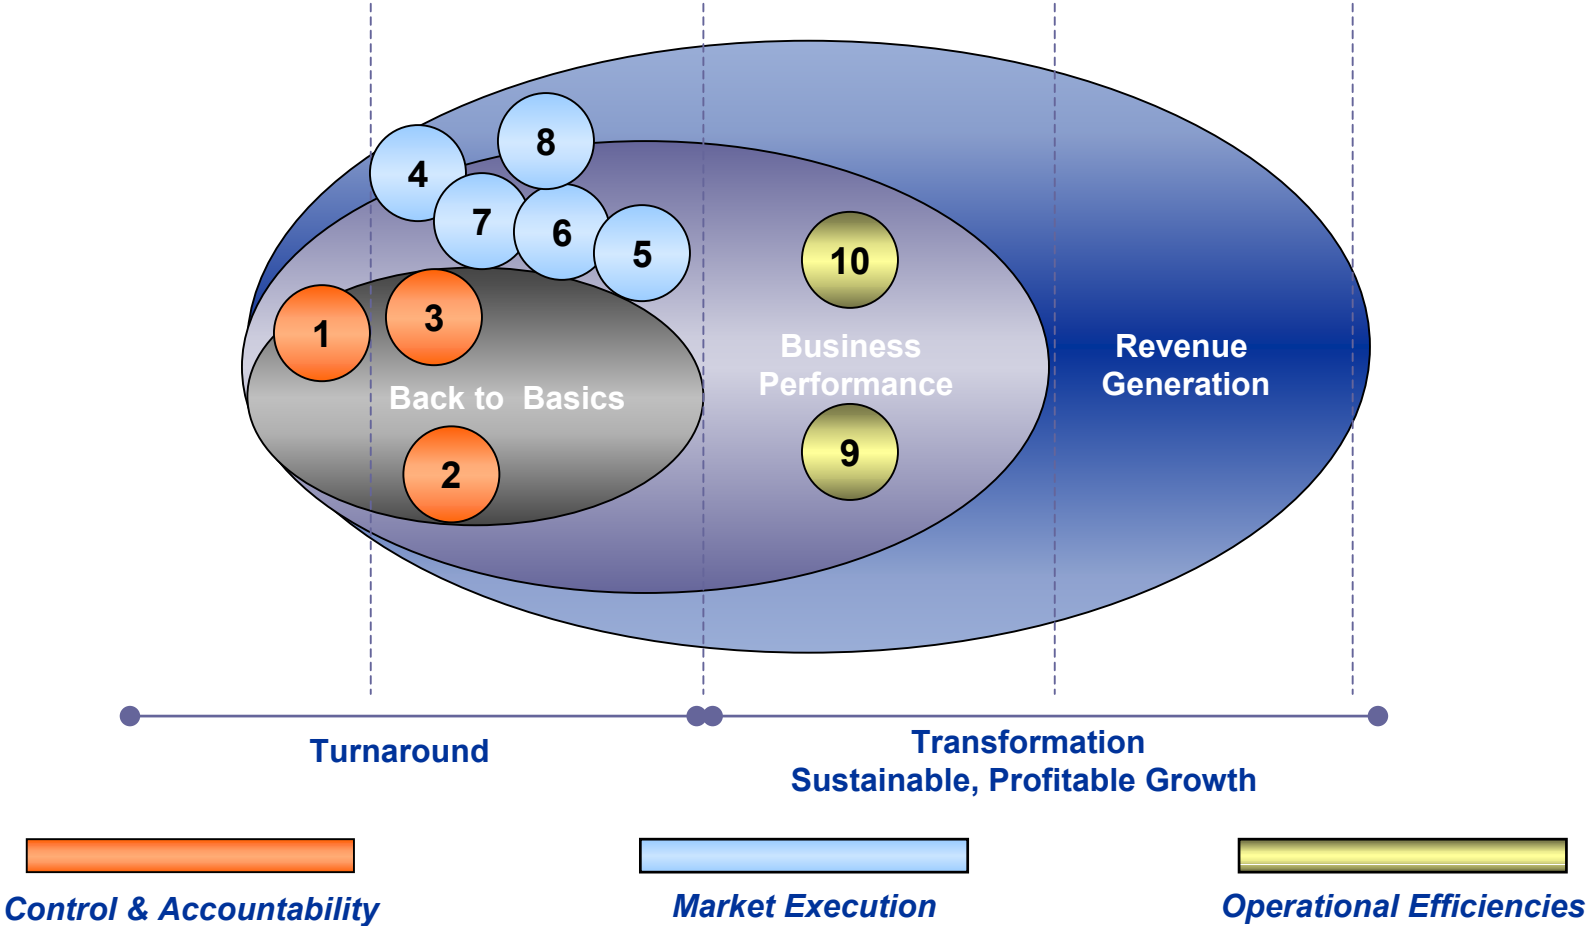 8
4
7
6
5
10
3
1
Business
Performance
Revenue
Generation
Back to Basics
9
2
Turnaround
Transformation
Sustainable, Profitable Growth
Control & Accountability
Market Execution
Operational Efficiencies